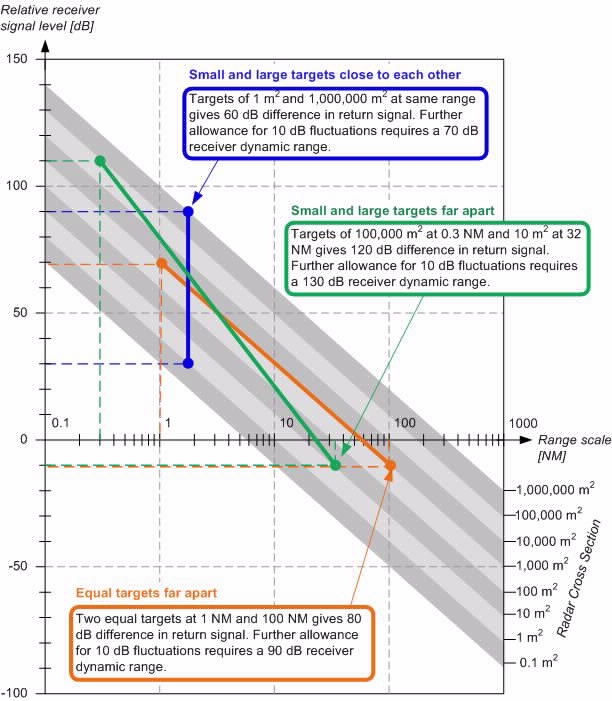 Relative receiver
signal level [dB]
150
Small and large targets close to each other
Targets of 1 m² and 1,000,000 m² at same range
gives 60 dB difference in return signal. Further
allowance for 10 dB fluctuations requires a 70 dB
receiver dynamic range.
100
Small and large targets far apart
Targets of 100,000 m² at 0.3 NM and 10 m² at 32
NM gives 120 dB difference in return signal.
Further allowance for 10 dB fluctuations requires
a 130 dB receiver dynamic range.
50
0.1 1 10 100 1000
0
Range scale
[NM]
1,000,000 m²
100,000 m²
10,000 m²
1,000 m²
100 m²
10 m²
1 m²
0.1 m²
Radar Cross Section
-50
Equal targets far apart
Two equal targets at 1 NM and 100 NM gives 80
dB difference in return signal. Further allowance
for 10 dB fluctuations requires a 90 dB receiver
dynamic range.
-100